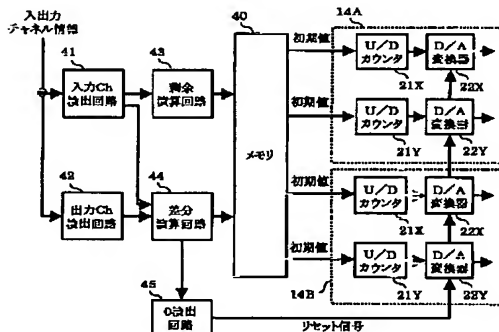 入出力
チャネル情報
41
入力Ch
検出回路
43
剰余
演算回路
42
出力Ch
検出回路
44
差分
演算回路
45
0検出
回路
40
メモリ
14A
初期値
U/D
カウンタ
21X
D/A
変換器
22X
初期値
U/D
カウンタ
21Y
D/A
変換器
22Y
初期値
U/D
カウンタ
21X
D/A
変換器
22X
初期値
U/D
カウンタ
21Y
D/A
変換器
22Y
14B
リセット信号